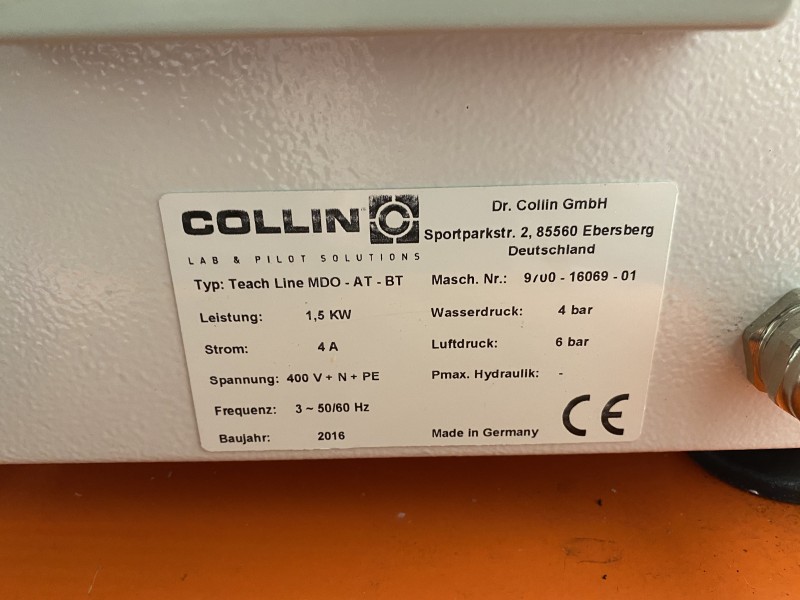 COLLIN
LAB & PILOT SOLUTIONS
Dr. Collin GmbH
Sportparkstr. 2, 85560 Ebersberg
Deutschland
Typ: Teach Line MDO - AT - BT
Masch. Nr.: 9700 - 16069 - 01
Leistung: 1,5 KW
Wasserdruck: 4 bar
Strom: 4 A
Luftdruck: 6 bar
Spannung: 400 V + N + PE
Pmax. Hydraulik: -
Frequenz: 3 ~ 50/60 Hz
Baujahr: 2016
Made in Germany
CE